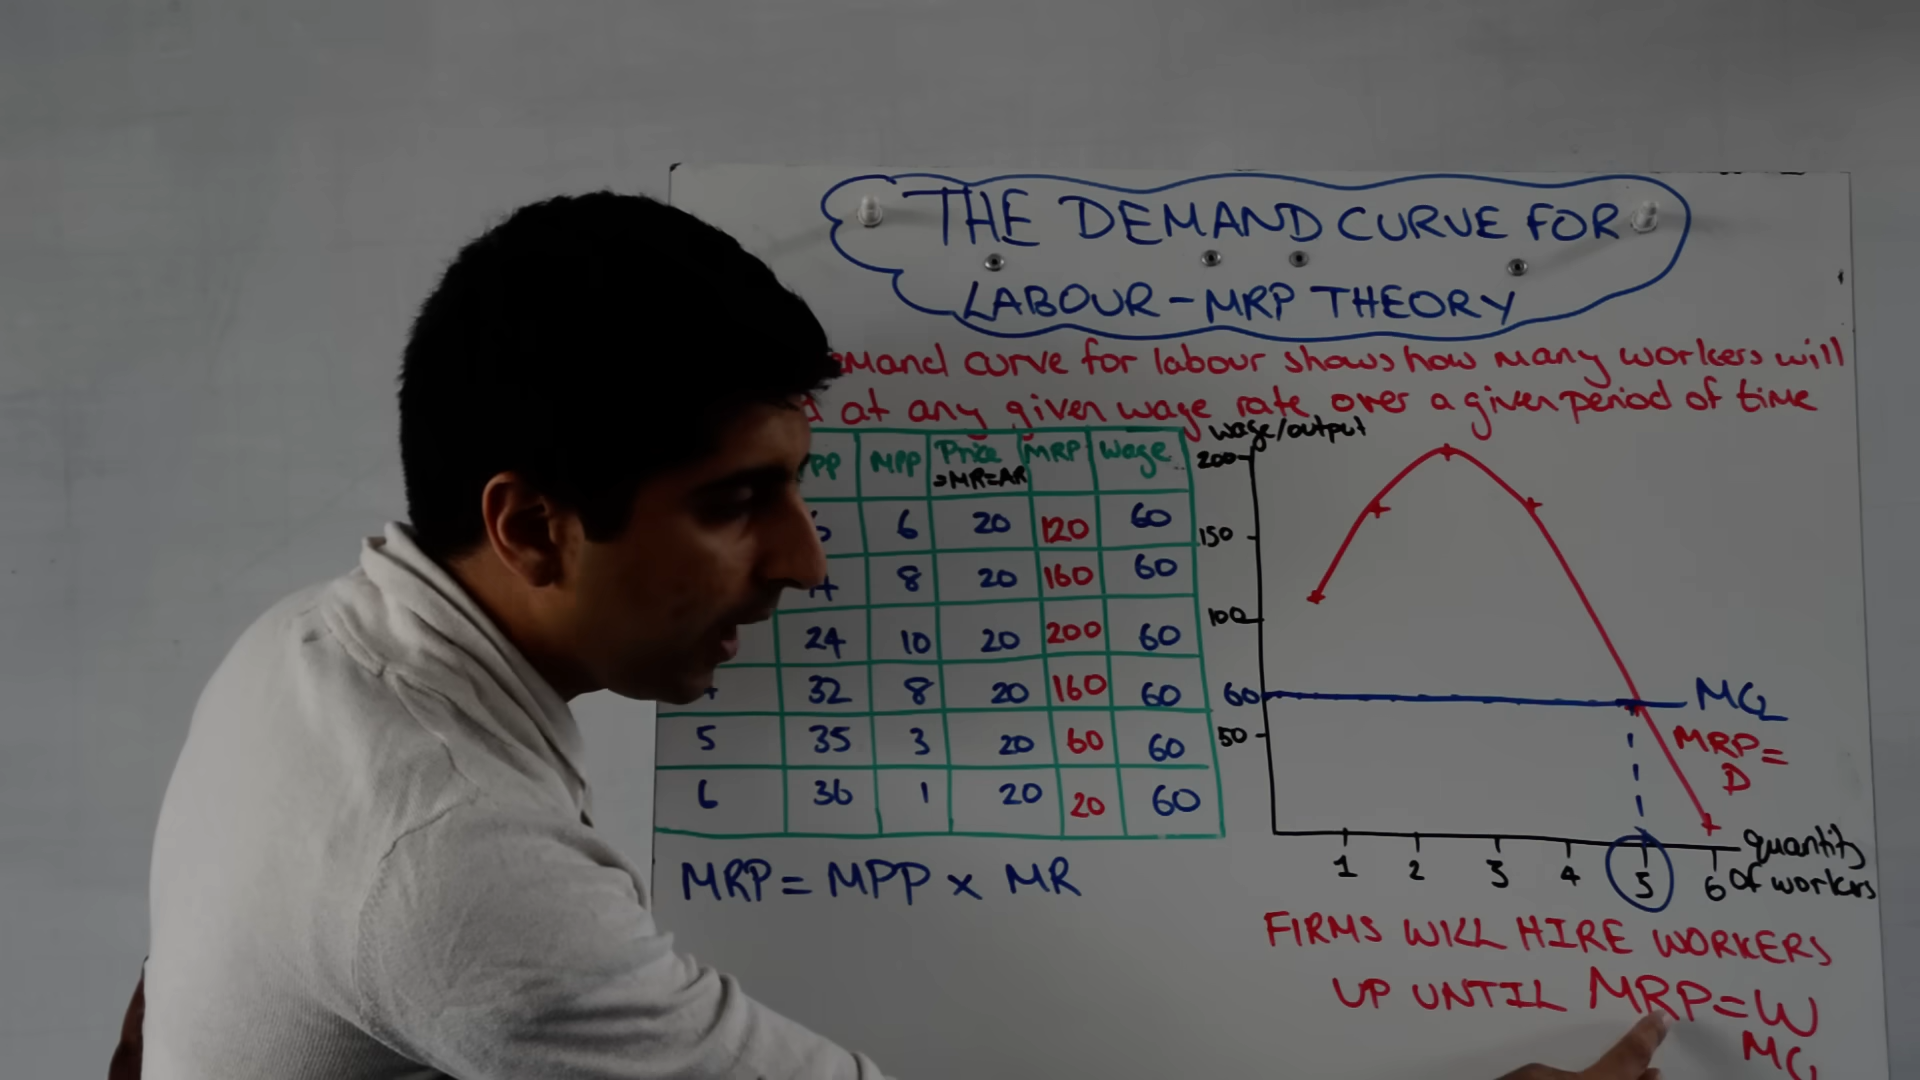 THE DEMAND CURVE FOR
LABOUR - MRP THEORY
emand curve for labour shows how many workers will
d at any given wage rate over a given period of time
PP MPP Price MRP Wage
=MR=AR
6 20 120 60
8 20 160 60
24 10 20 200 60
32 8 20 160 60
5 35 3 20 60 60
6 36 1 20 20 60
MRP = MPP x MR
wage/output
200
150
100
60
50
MCL
MRP =
D
1 2 3 4 5 6
quantity
of workers
FIRMS WILL HIRE WORKERS
UP UNTIL MRP = W
MCL